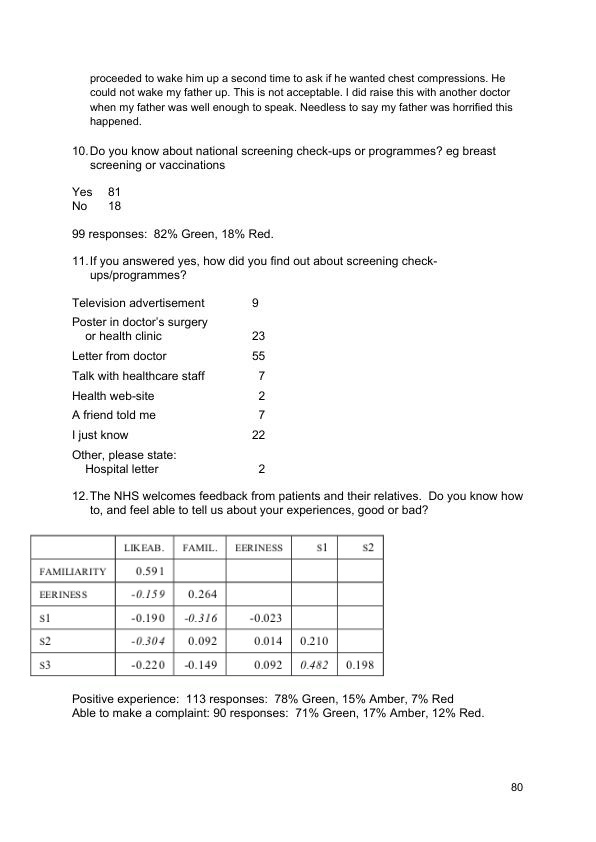 proceeded to wake him up a second time to ask if he wanted chest compressions. He
could not wake my father up. This is not acceptable. I did raise this with another doctor
when my father was well enough to speak. Needless to say my father was horrified this
happened.
10. Do you know about national screening check-ups or programmes? eg breast
screening or vaccinations
Yes 81
No 18
99 responses: 82% Green, 18% Red.
11. If you answered yes, how did you find out about screening check-
ups/programmes?
Television advertisement 9
Poster in doctor's surgery
or health clinic 23
Letter from doctor 55
Talk with healthcare staff 7
Health web-site 2
A friend told me 7
I just know 22
Other, please state:
Hospital letter 2
12. The NHS welcomes feedback from patients and their relatives. Do you know how
to, and feel able to tell us about your experiences, good or bad?
LIKEAB. FAMIL. EERINESS S1 S2
FAMILIARITY 0.591
EERINESS -0.159 0.264
S1 -0.190 -0.316 -0.023
S2 -0.304 0.092 0.014 0.210
S3 -0.220 -0.149 0.092 0.482 0.198
Positive experience: 113 responses: 78% Green, 15% Amber, 7% Red
Able to make a complaint: 90 responses: 71% Green, 17% Amber, 12% Red.
80